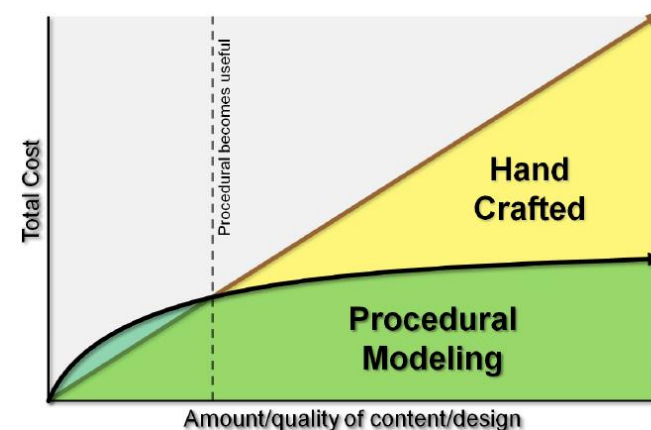 Total Cost
Procedural becomes useful
Hand
Crafted
Procedural
Modeling
Amount/quality of content/design